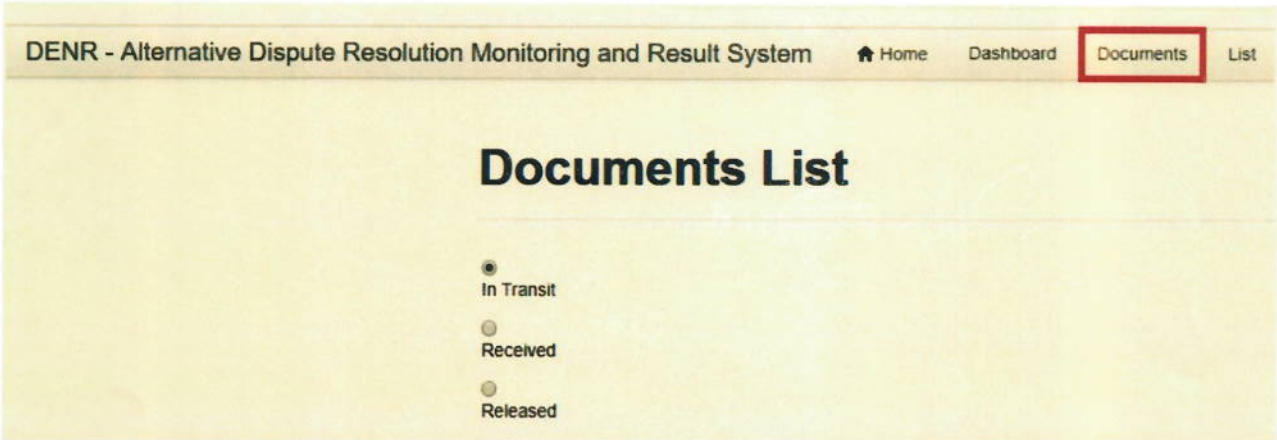 DENR - Alternative Dispute Resolution Monitoring and Result System Home Dashboard Documents List
Documents List
In Transit
Received
Released